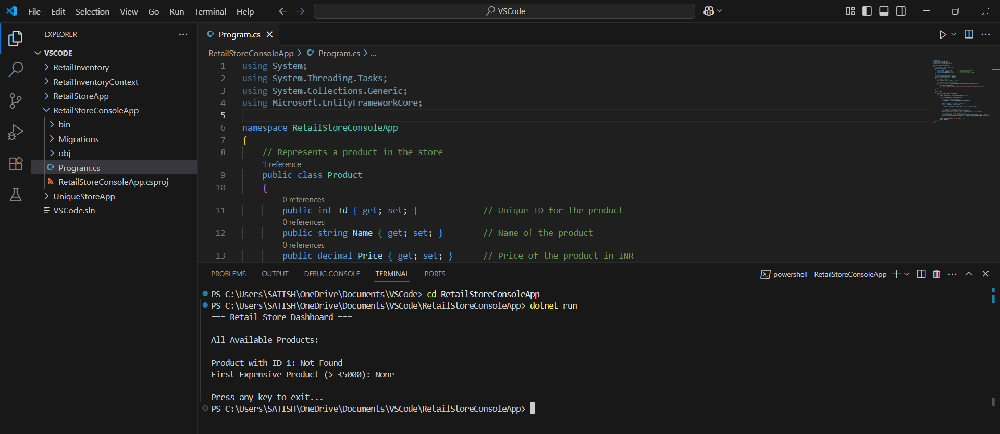 File Edit Selection View Go Run Terminal Help
VSCode
EXPLORER
VSCODE
RetailInventory
RetailInventoryContext
RetailStoreApp
RetailStoreConsoleApp
bin
Migrations
obj
Program.cs
RetailStoreConsoleApp.csproj
UniqueStoreApp
VSCode.sln
Program.cs
RetailStoreConsoleApp > Program.cs > ...
1 using System;
2 using System.Threading.Tasks;
3 using System.Collections.Generic;
4 using Microsoft.EntityFrameworkCore;
5
6 namespace RetailStoreConsoleApp
7 {
8 // Represents a product in the store
1 reference
9 public class Product
10 {
0 references
11 public int Id { get; set; } // Unique ID for the product
0 references
12 public string Name { get; set; } // Name of the product
0 references
13 public decimal Price { get; set; } // Price of the product in INR
PROBLEMS OUTPUT DEBUG CONSOLE TERMINAL PORTS
powershell - RetailStoreConsoleApp
PS C:\Users\SATISH\OneDrive\Documents\VSCode> cd RetailStoreConsoleApp
PS C:\Users\SATISH\OneDrive\Documents\VSCode\RetailStoreConsoleApp> dotnet run
=== Retail Store Dashboard ===
All Available Products:
Product with ID 1: Not Found
First Expensive Product (> ₹5000): None
Press any key to exit...
PS C:\Users\SATISH\OneDrive\Documents\VSCode\RetailStoreConsoleApp>